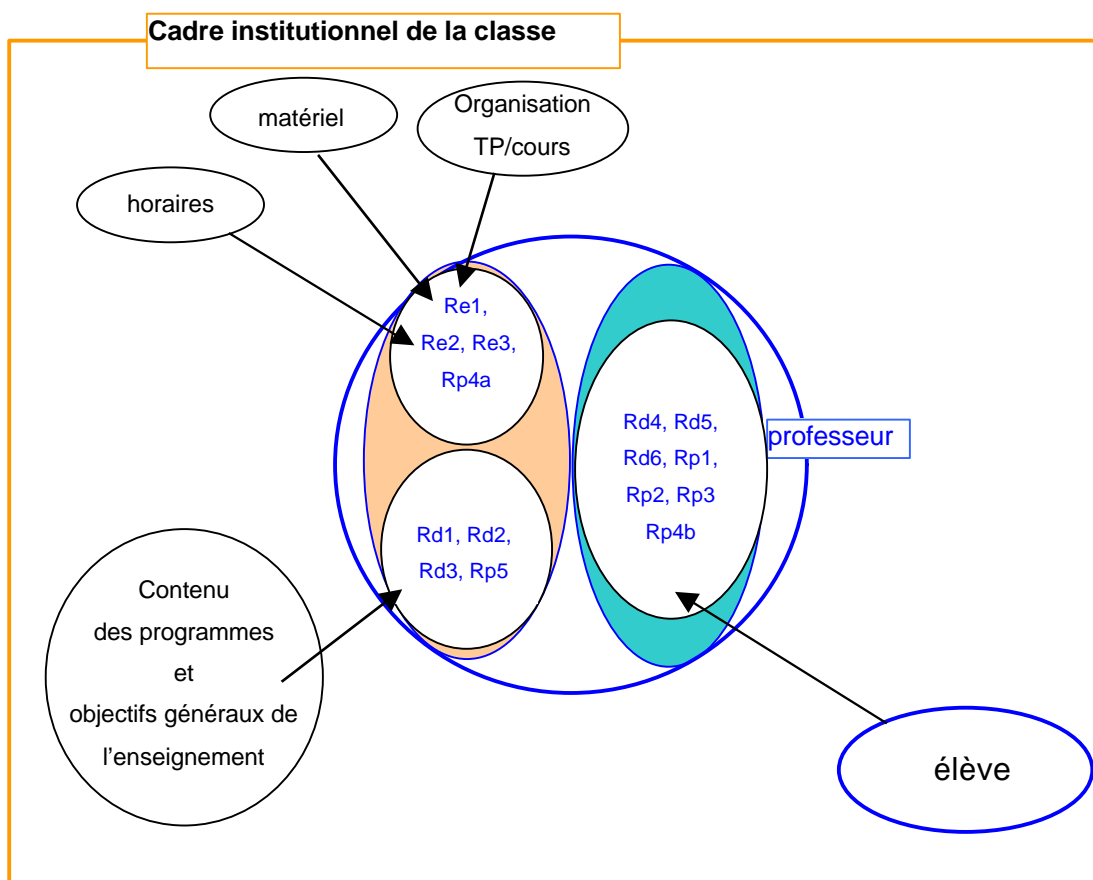 Cadre institutionnel de la classe
matériel
Organisation
TP/cours
horaires
Re1,
Re2, Re3,
Rp4a
Rd4, Rd5,
Rd6, Rp1,
Rp2, Rp3
Rp4b
professeur
Rd1, Rd2,
Rd3, Rp5
Contenu
des programmes
et
objectifs généraux de
l'enseignement
élève